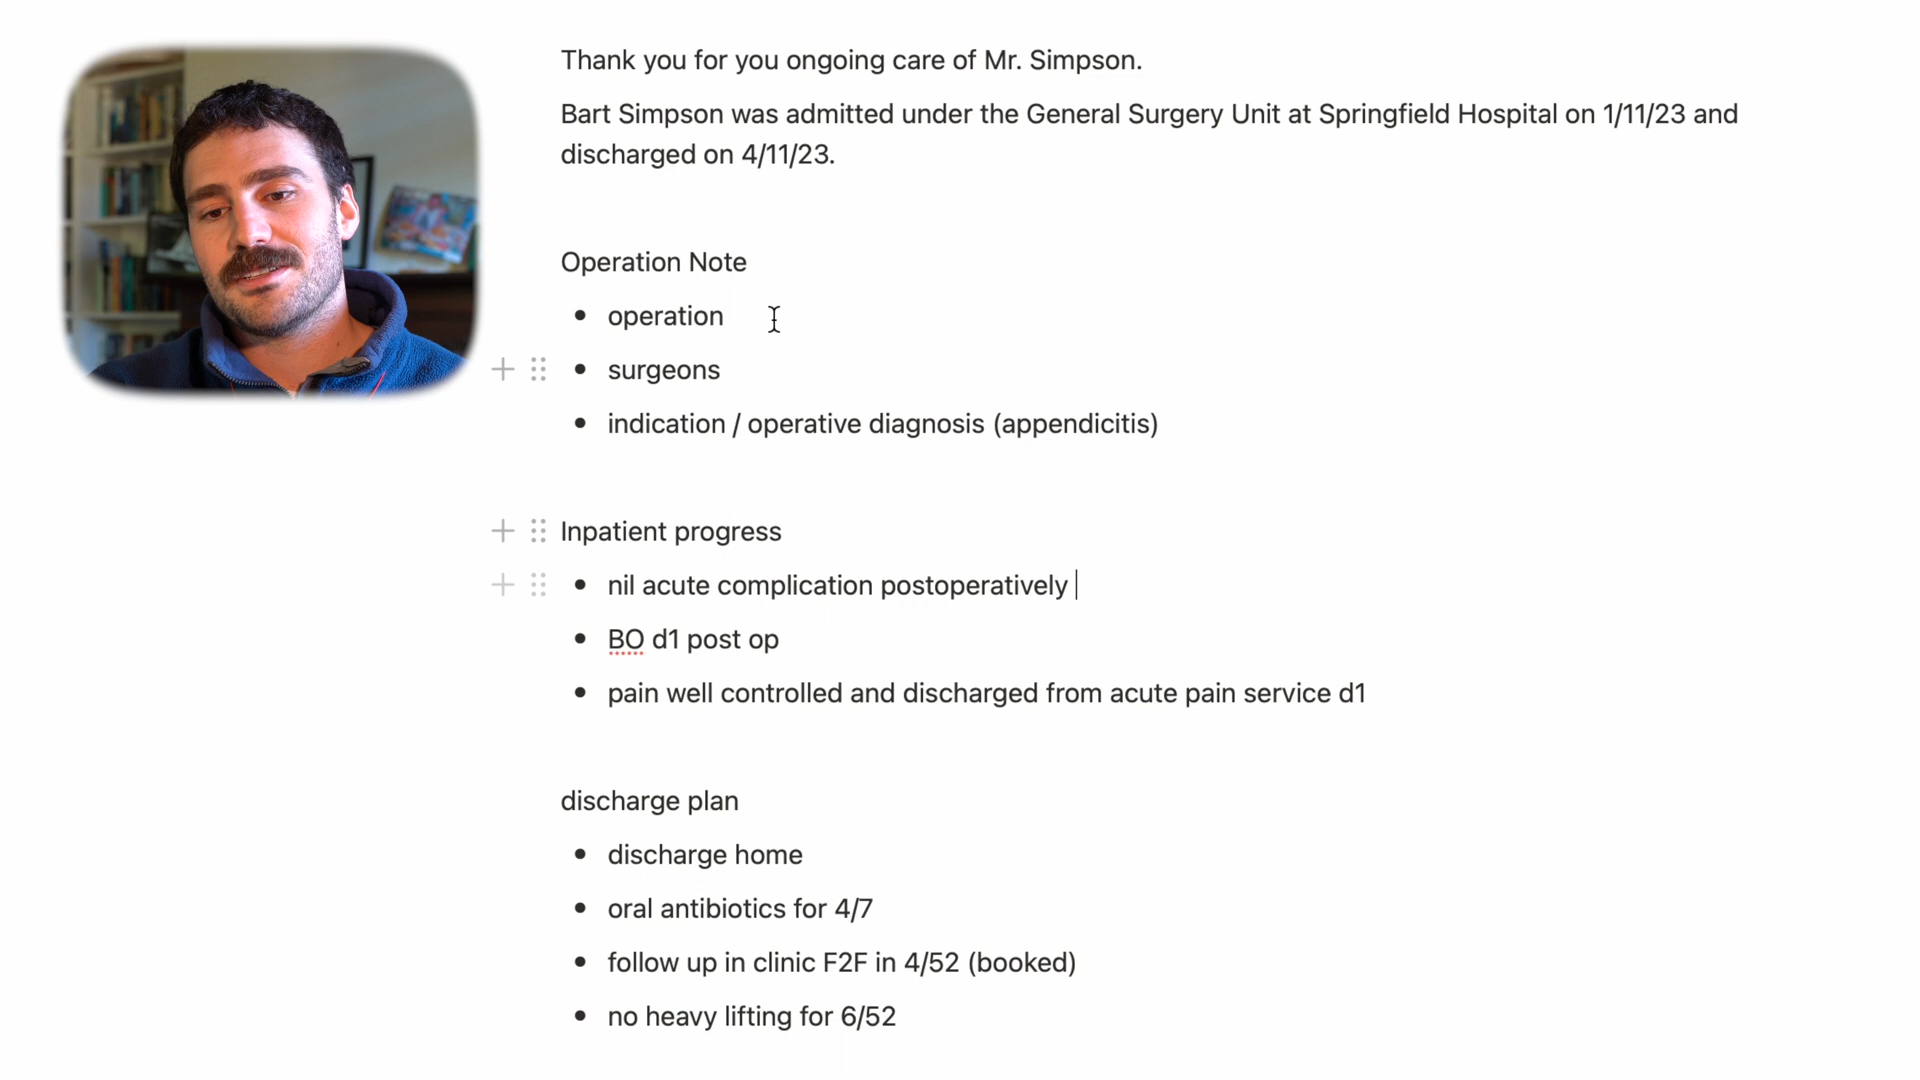 Thank you for you ongoing care of Mr. Simpson.
Bart Simpson was admitted under the General Surgery Unit at Springfield Hospital on 1/11/23 and
discharged on 4/11/23.
Operation Note
• operation
• surgeons
• indication / operative diagnosis (appendicitis)
Inpatient progress
• nil acute complication postoperatively
• BO d1 post op
• pain well controlled and discharged from acute pain service d1
discharge plan
• discharge home
• oral antibiotics for 4/7
• follow up in clinic F2F in 4/52 (booked)
• no heavy lifting for 6/52